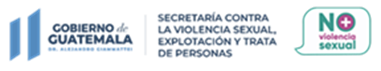 GOBIERNO de
GUATEMALA
DR. ALEJANDRO GIAMMATTEI
SECRETARÍA CONTRA
LA VIOLENCIA SEXUAL,
EXPLOTACIÓN Y TRATA
DE PERSONAS
NO
violencia
sexual